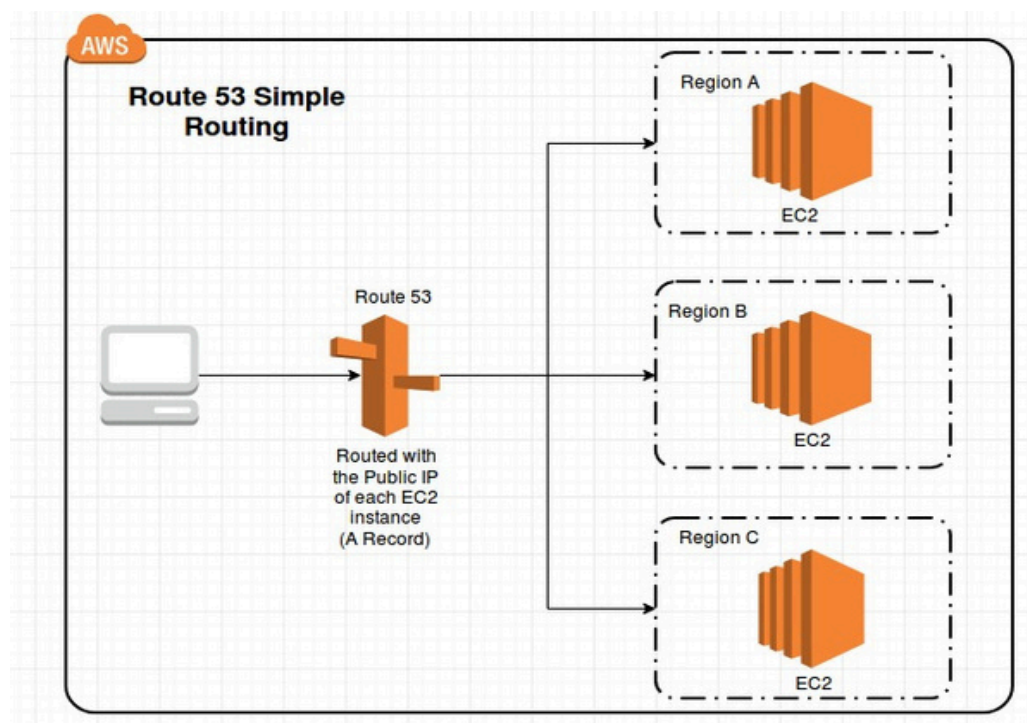 AWS
Route 53 Simple
Routing
Region A
EC2
Route 53
Routed with
the Public IP
of each EC2
instance
(A Record)
Region B
EC2
Region C
EC2